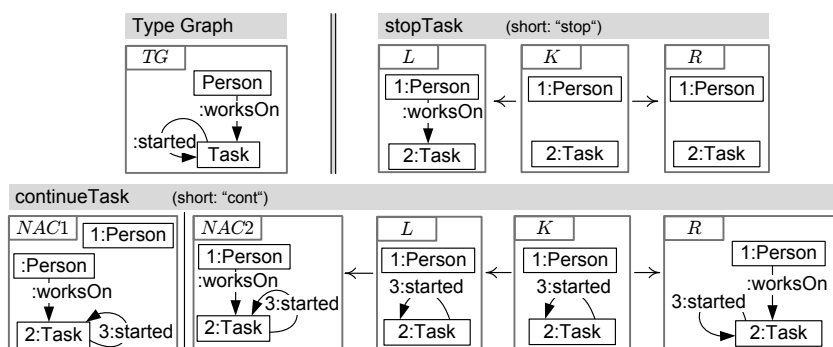 Type Graph
TG
Person
:worksOn
:started
Task
stopTask (short: “stop“)
L
1:Person
:worksOn
2:Task
K
1:Person
2:Task
R
1:Person
2:Task
continueTask (short: “cont“)
NAC1
1:Person
:Person
:worksOn
2:Task
3:started
NAC2
1:Person
:worksOn
3:started
2:Task
L
1:Person
3:started
2:Task
K
1:Person
3:started
2:Task
R
1:Person
:worksOn
3:started
2:Task